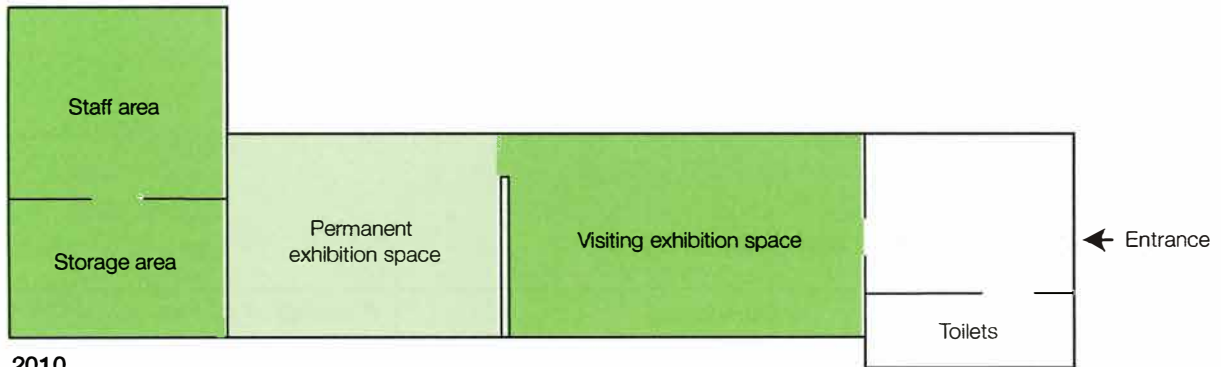 Staff area
Storage area
Permanent
exhibition space
Visiting exhibition space
Entrance
Toilets
2010